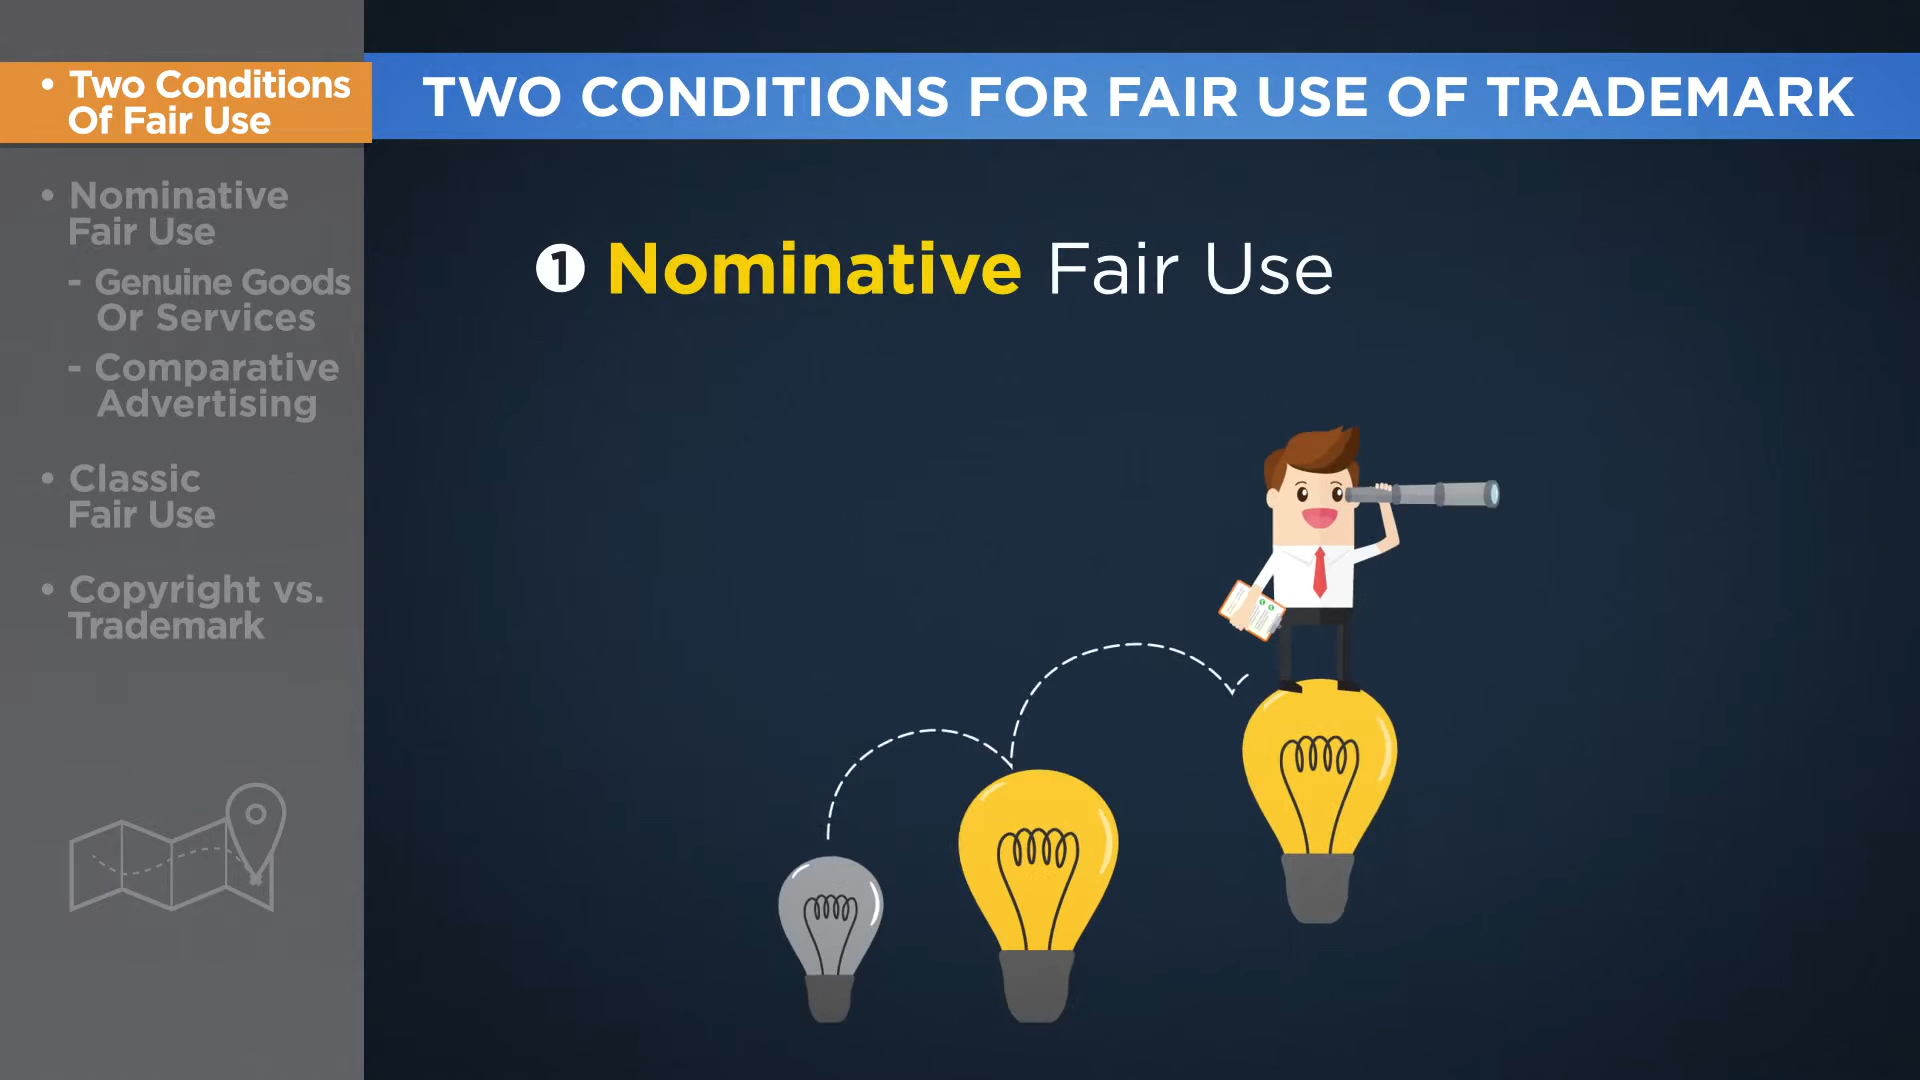 • Two Conditions
Of Fair Use
• Nominative
Fair Use
- Genuine Goods
Or Services
- Comparative
Advertising
• Classic
Fair Use
• Copyright vs.
Trademark
TWO CONDITIONS FOR FAIR USE OF TRADEMARK
❶ Nominative Fair Use